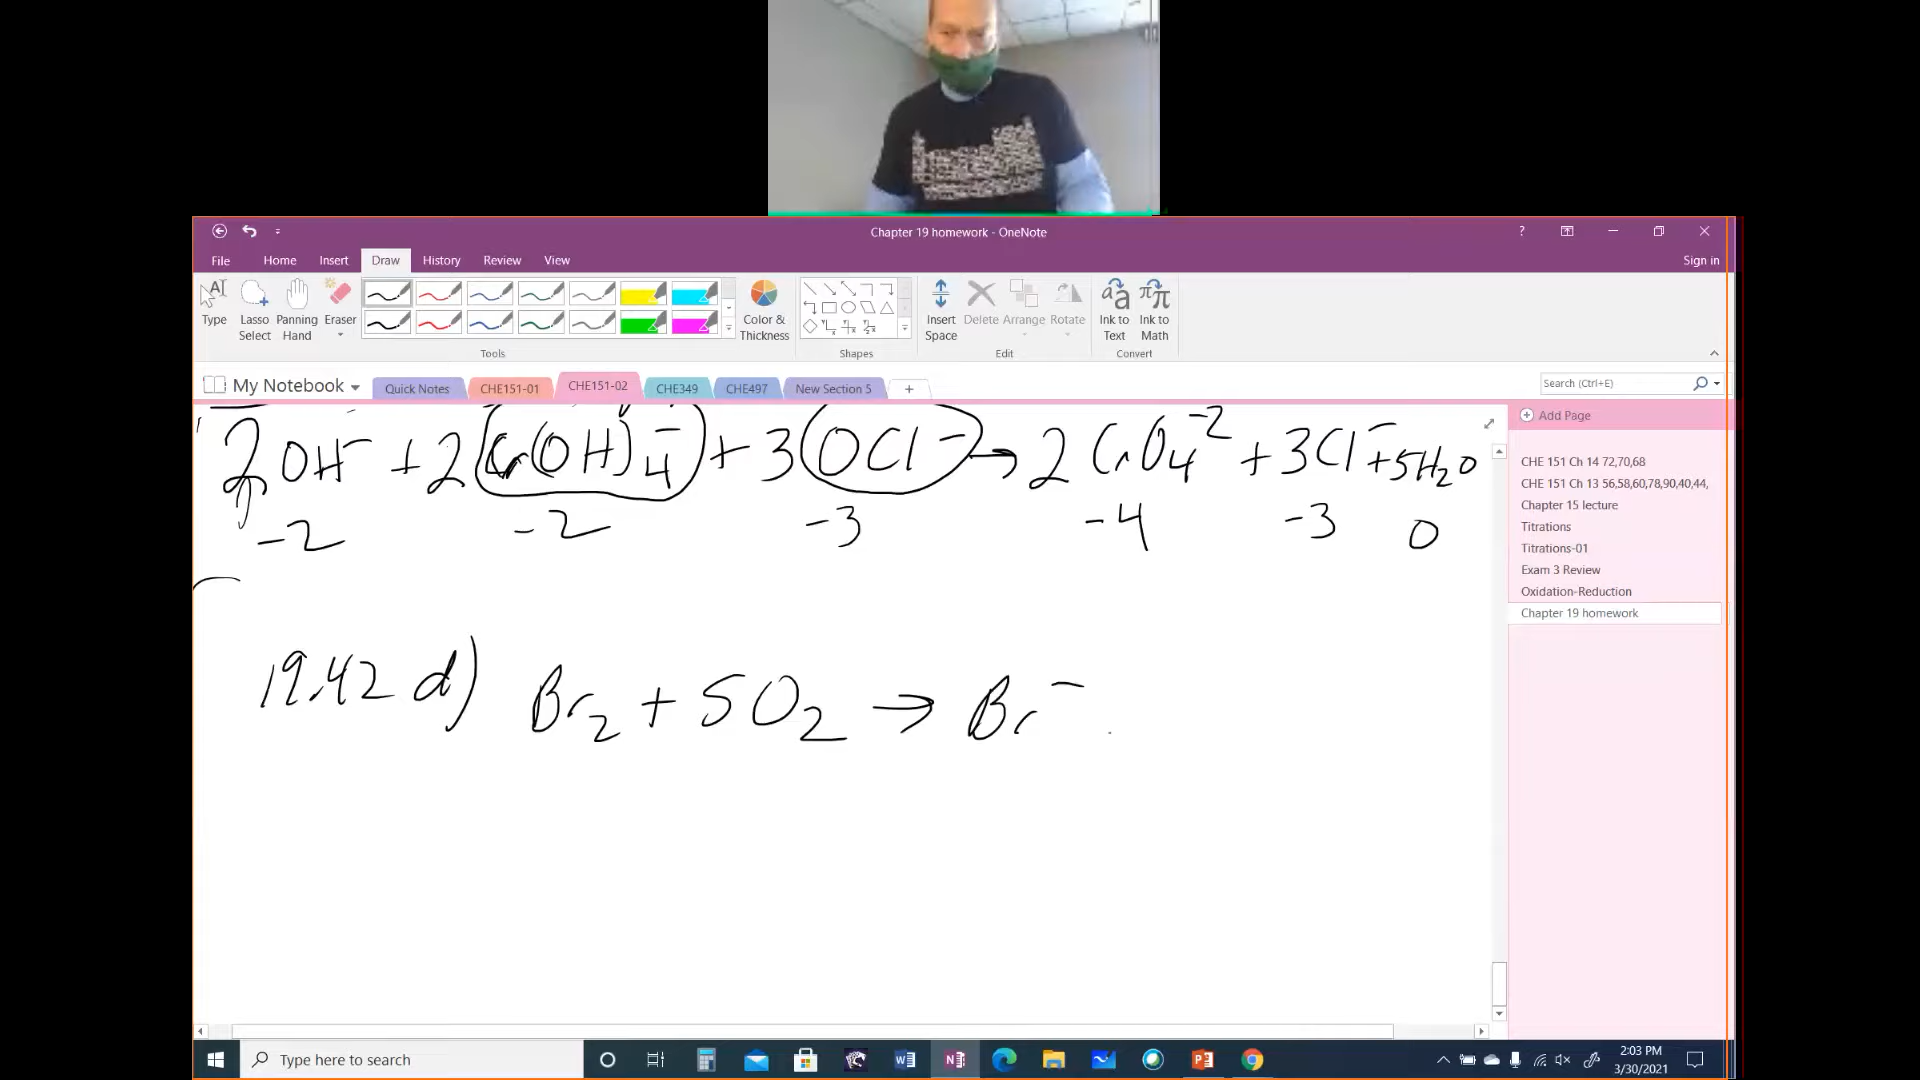 Chapter 19 homework - OneNote
File Home Insert Draw History Review View Sign in
Type Lasso Select Panning Hand Eraser Color & Thickness Insert Space Delete Arrange Rotate Ink to Text Ink to Math
Tools Shapes Edit Convert
My Notebook Quick Notes CHE151-01 CHE151-02 CHE349 CHE497 New Section 5 + Search (Ctrl+E)
Add Page
2OH⁻ + 2Cr(OH)₄⁻ + 3OCl⁻ → 2CrO₄⁻² + 3Cl⁻ + 5H₂O
-2 -2 -3 -4 -3 0
19.42 d) Br₂ + SO₂ → Br⁻
CHE 151 Ch 14 72,70,68
CHE 151 Ch 13 56,58,60,78,90,40,44,
Chapter 15 lecture
Titrations
Titrations-01
Exam 3 Review
Oxidation-Reduction
Chapter 19 homework
Type here to search
2:03 PM
3/30/2021